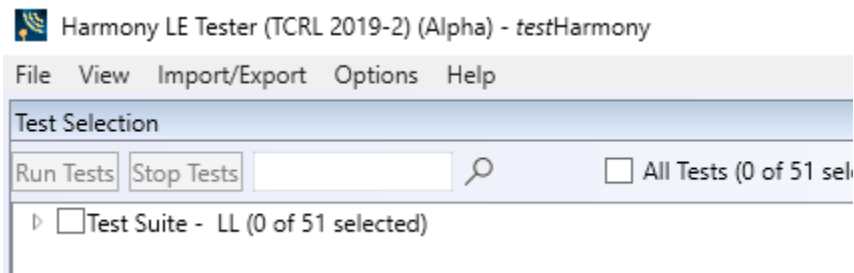 Harmony LE Tester (TCRL 2019-2) (Alpha) - testHarmony
File View Import/Export Options Help
Test Selection
Run Tests Stop Tests All Tests (0 of 51 sel
Test Suite - LL (0 of 51 selected)